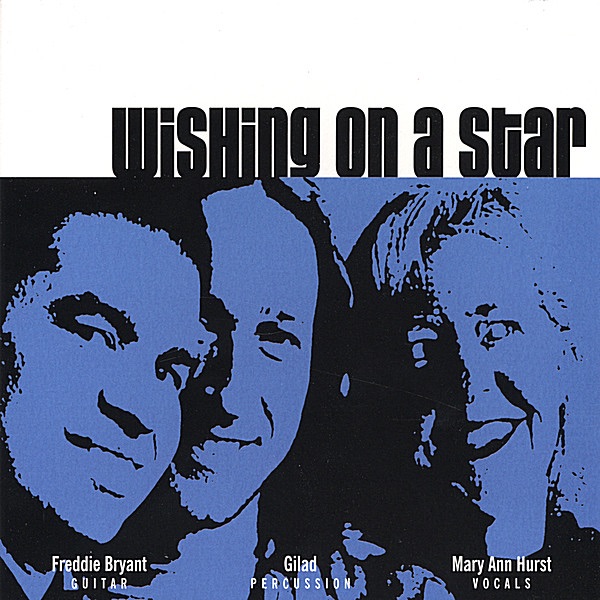 WiSHing on a Star
Freddie Bryant Gilad Mary Ann Hurst
GUITAR PERCUSSION VOCALS